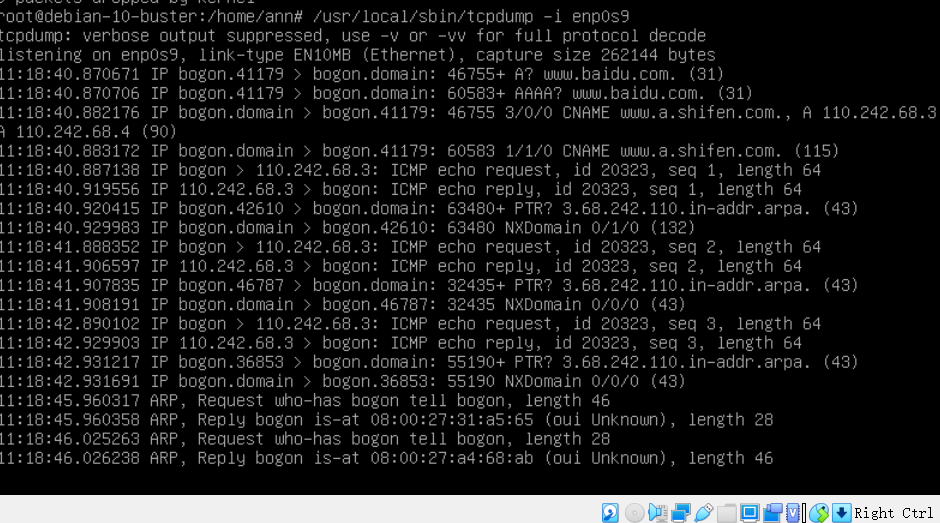 root@debian-10-buster:/home/ann# /usr/local/sbin/tcpdump -i enp0s9
tcpdump: verbose output suppressed, use -v or -vv for full protocol decode
listening on enp0s9, link-type EN10MB (Ethernet), capture size 262144 bytes
11:18:40.870671 IP bogon.41179 > bogon.domain: 46755+ A? www.baidu.com. (31)
11:18:40.870706 IP bogon.41179 > bogon.domain: 60583+ AAAA? www.baidu.com. (31)
11:18:40.882176 IP bogon.domain > bogon.41179: 46755 3/0/0 CNAME www.a.shifen.com., A 110.242.68.3
A 110.242.68.4 (90)
11:18:40.883172 IP bogon.domain > bogon.41179: 60583 1/1/0 CNAME www.a.shifen.com. (115)
11:18:40.887138 IP bogon > 110.242.68.3: ICMP echo request, id 20323, seq 1, length 64
11:18:40.919556 IP 110.242.68.3 > bogon: ICMP echo reply, id 20323, seq 1, length 64
11:18:40.920415 IP bogon.42610 > bogon.domain: 63480+ PTR? 3.68.242.110.in-addr.arpa. (43)
11:18:40.929983 IP bogon.domain > bogon.42610: 63480 NXDomain 0/1/0 (132)
11:18:41.888352 IP bogon > 110.242.68.3: ICMP echo request, id 20323, seq 2, length 64
11:18:41.906597 IP 110.242.68.3 > bogon: ICMP echo reply, id 20323, seq 2, length 64
11:18:41.907835 IP bogon.46787 > bogon.domain: 32435+ PTR? 3.68.242.110.in-addr.arpa. (43)
11:18:41.908191 IP bogon.domain > bogon.46787: 32435 NXDomain 0/0/0 (43)
11:18:42.890102 IP bogon > 110.242.68.3: ICMP echo request, id 20323, seq 3, length 64
11:18:42.929903 IP 110.242.68.3 > bogon: ICMP echo reply, id 20323, seq 3, length 64
11:18:42.931217 IP bogon.36853 > bogon.domain: 55190+ PTR? 3.68.242.110.in-addr.arpa. (43)
11:18:42.931691 IP bogon.domain > bogon.36853: 55190 NXDomain 0/0/0 (43)
11:18:45.960317 ARP, Request who-has bogon tell bogon, length 46
11:18:45.960358 ARP, Reply bogon is-at 08:00:27:31:a5:65 (oui Unknown), length 28
11:18:46.025263 ARP, Request who-has bogon tell bogon, length 28
11:18:46.026238 ARP, Reply bogon is-at 08:00:27:a4:68:ab (oui Unknown), length 46
Right Ctrl